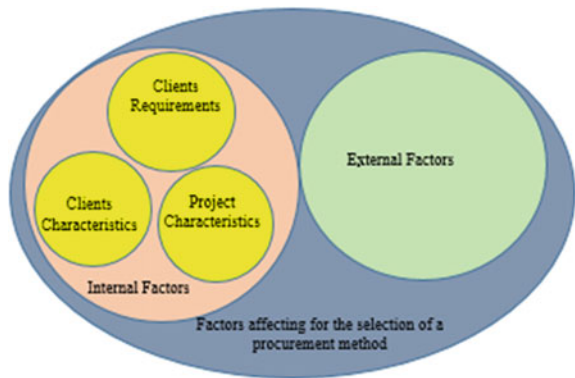 Clients
Requirements
Clients
Characteristics
Project
Characteristics
Internal Factors
External Factors
Factors affecting for the selection of a
procurement method